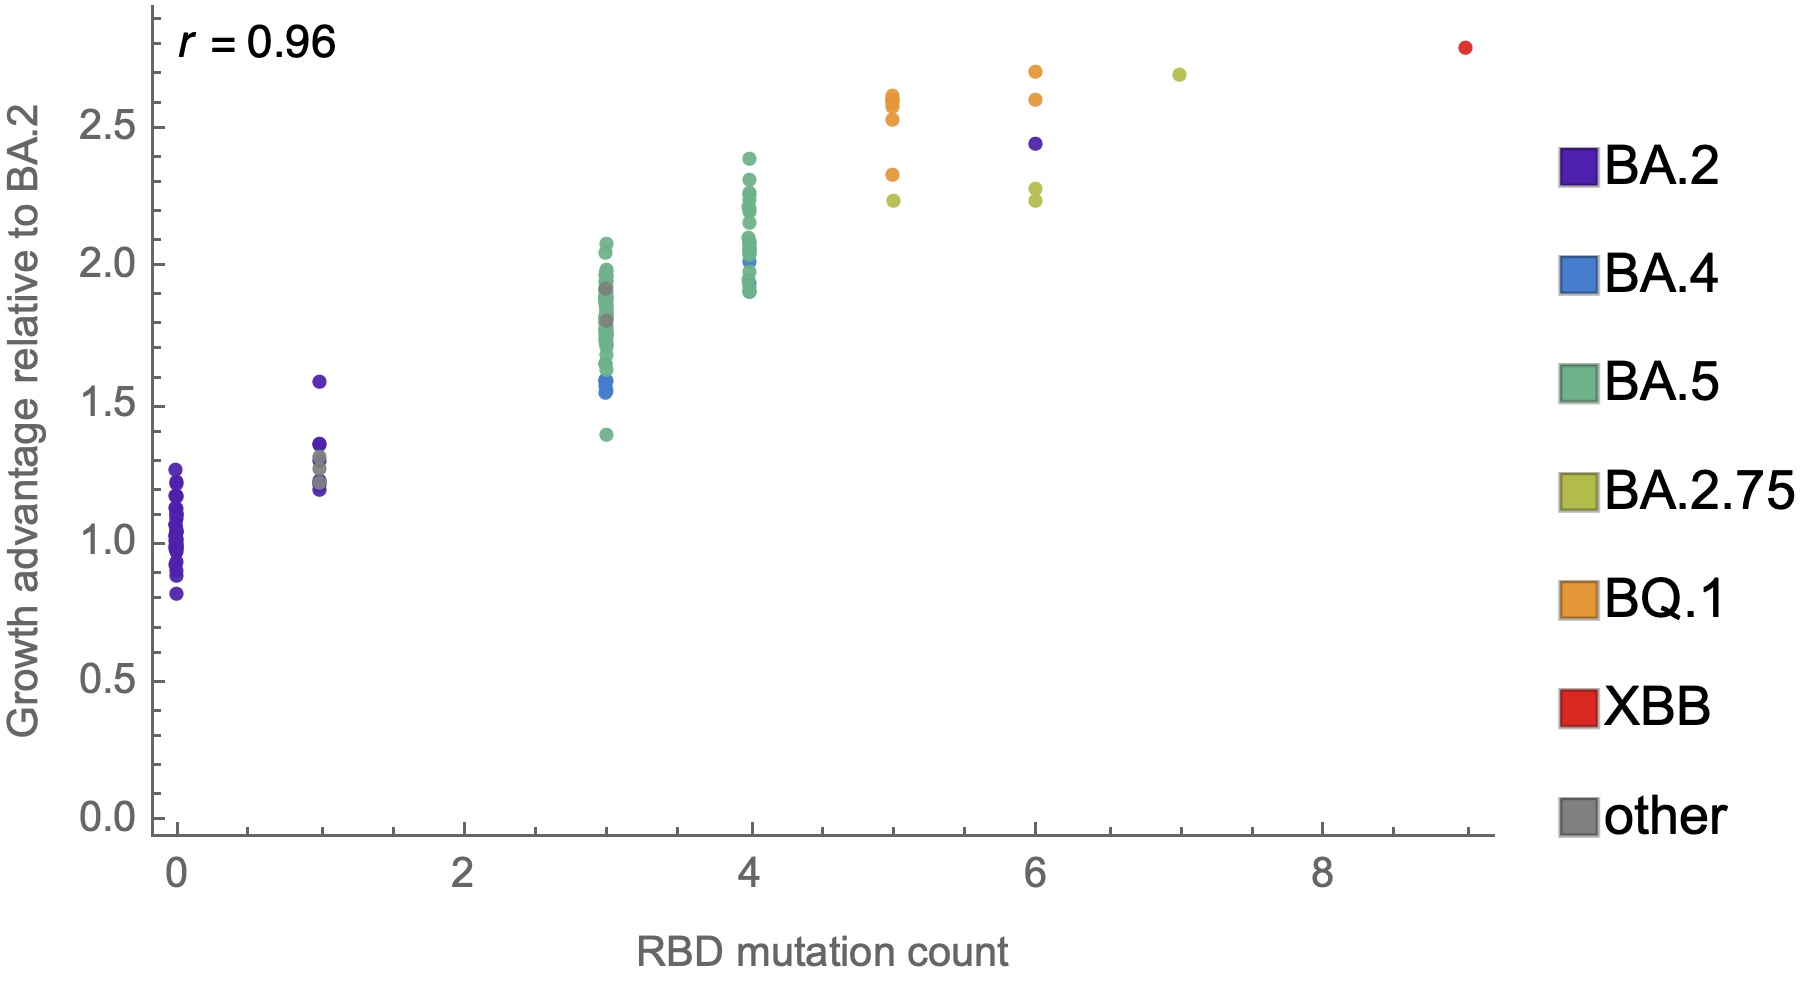 r = 0.96
Growth advantage relative to BA.2
2.5
2.0
1.5
1.0
0.5
0.0
0 2 4 6 8
RBD mutation count
BA.2
BA.4
BA.5
BA.2.75
BQ.1
XBB
other